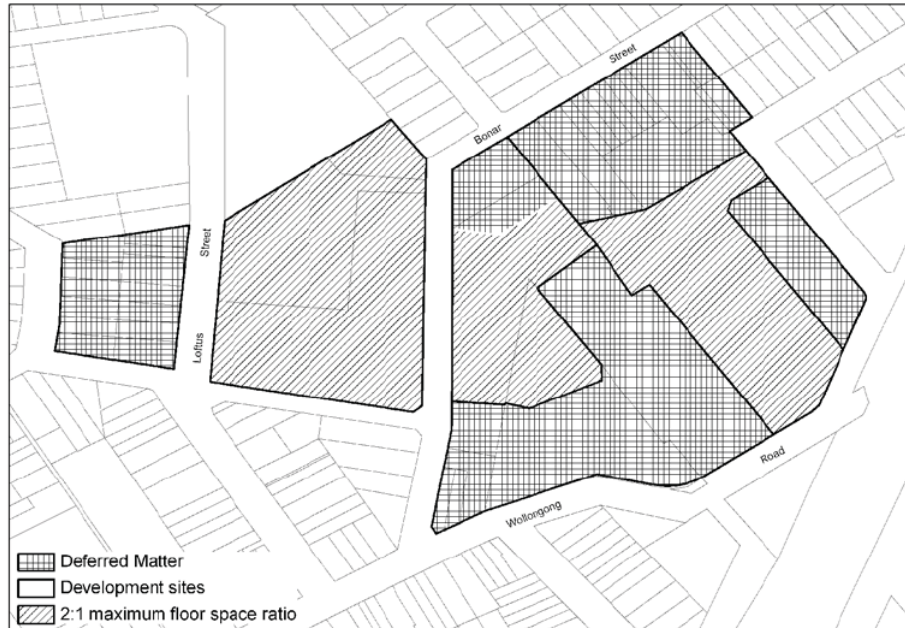 Street
Bonar
Street
Loftus
Road
Wollongong
Deferred Matter
Development sites
2:1 maximum floor space ratio